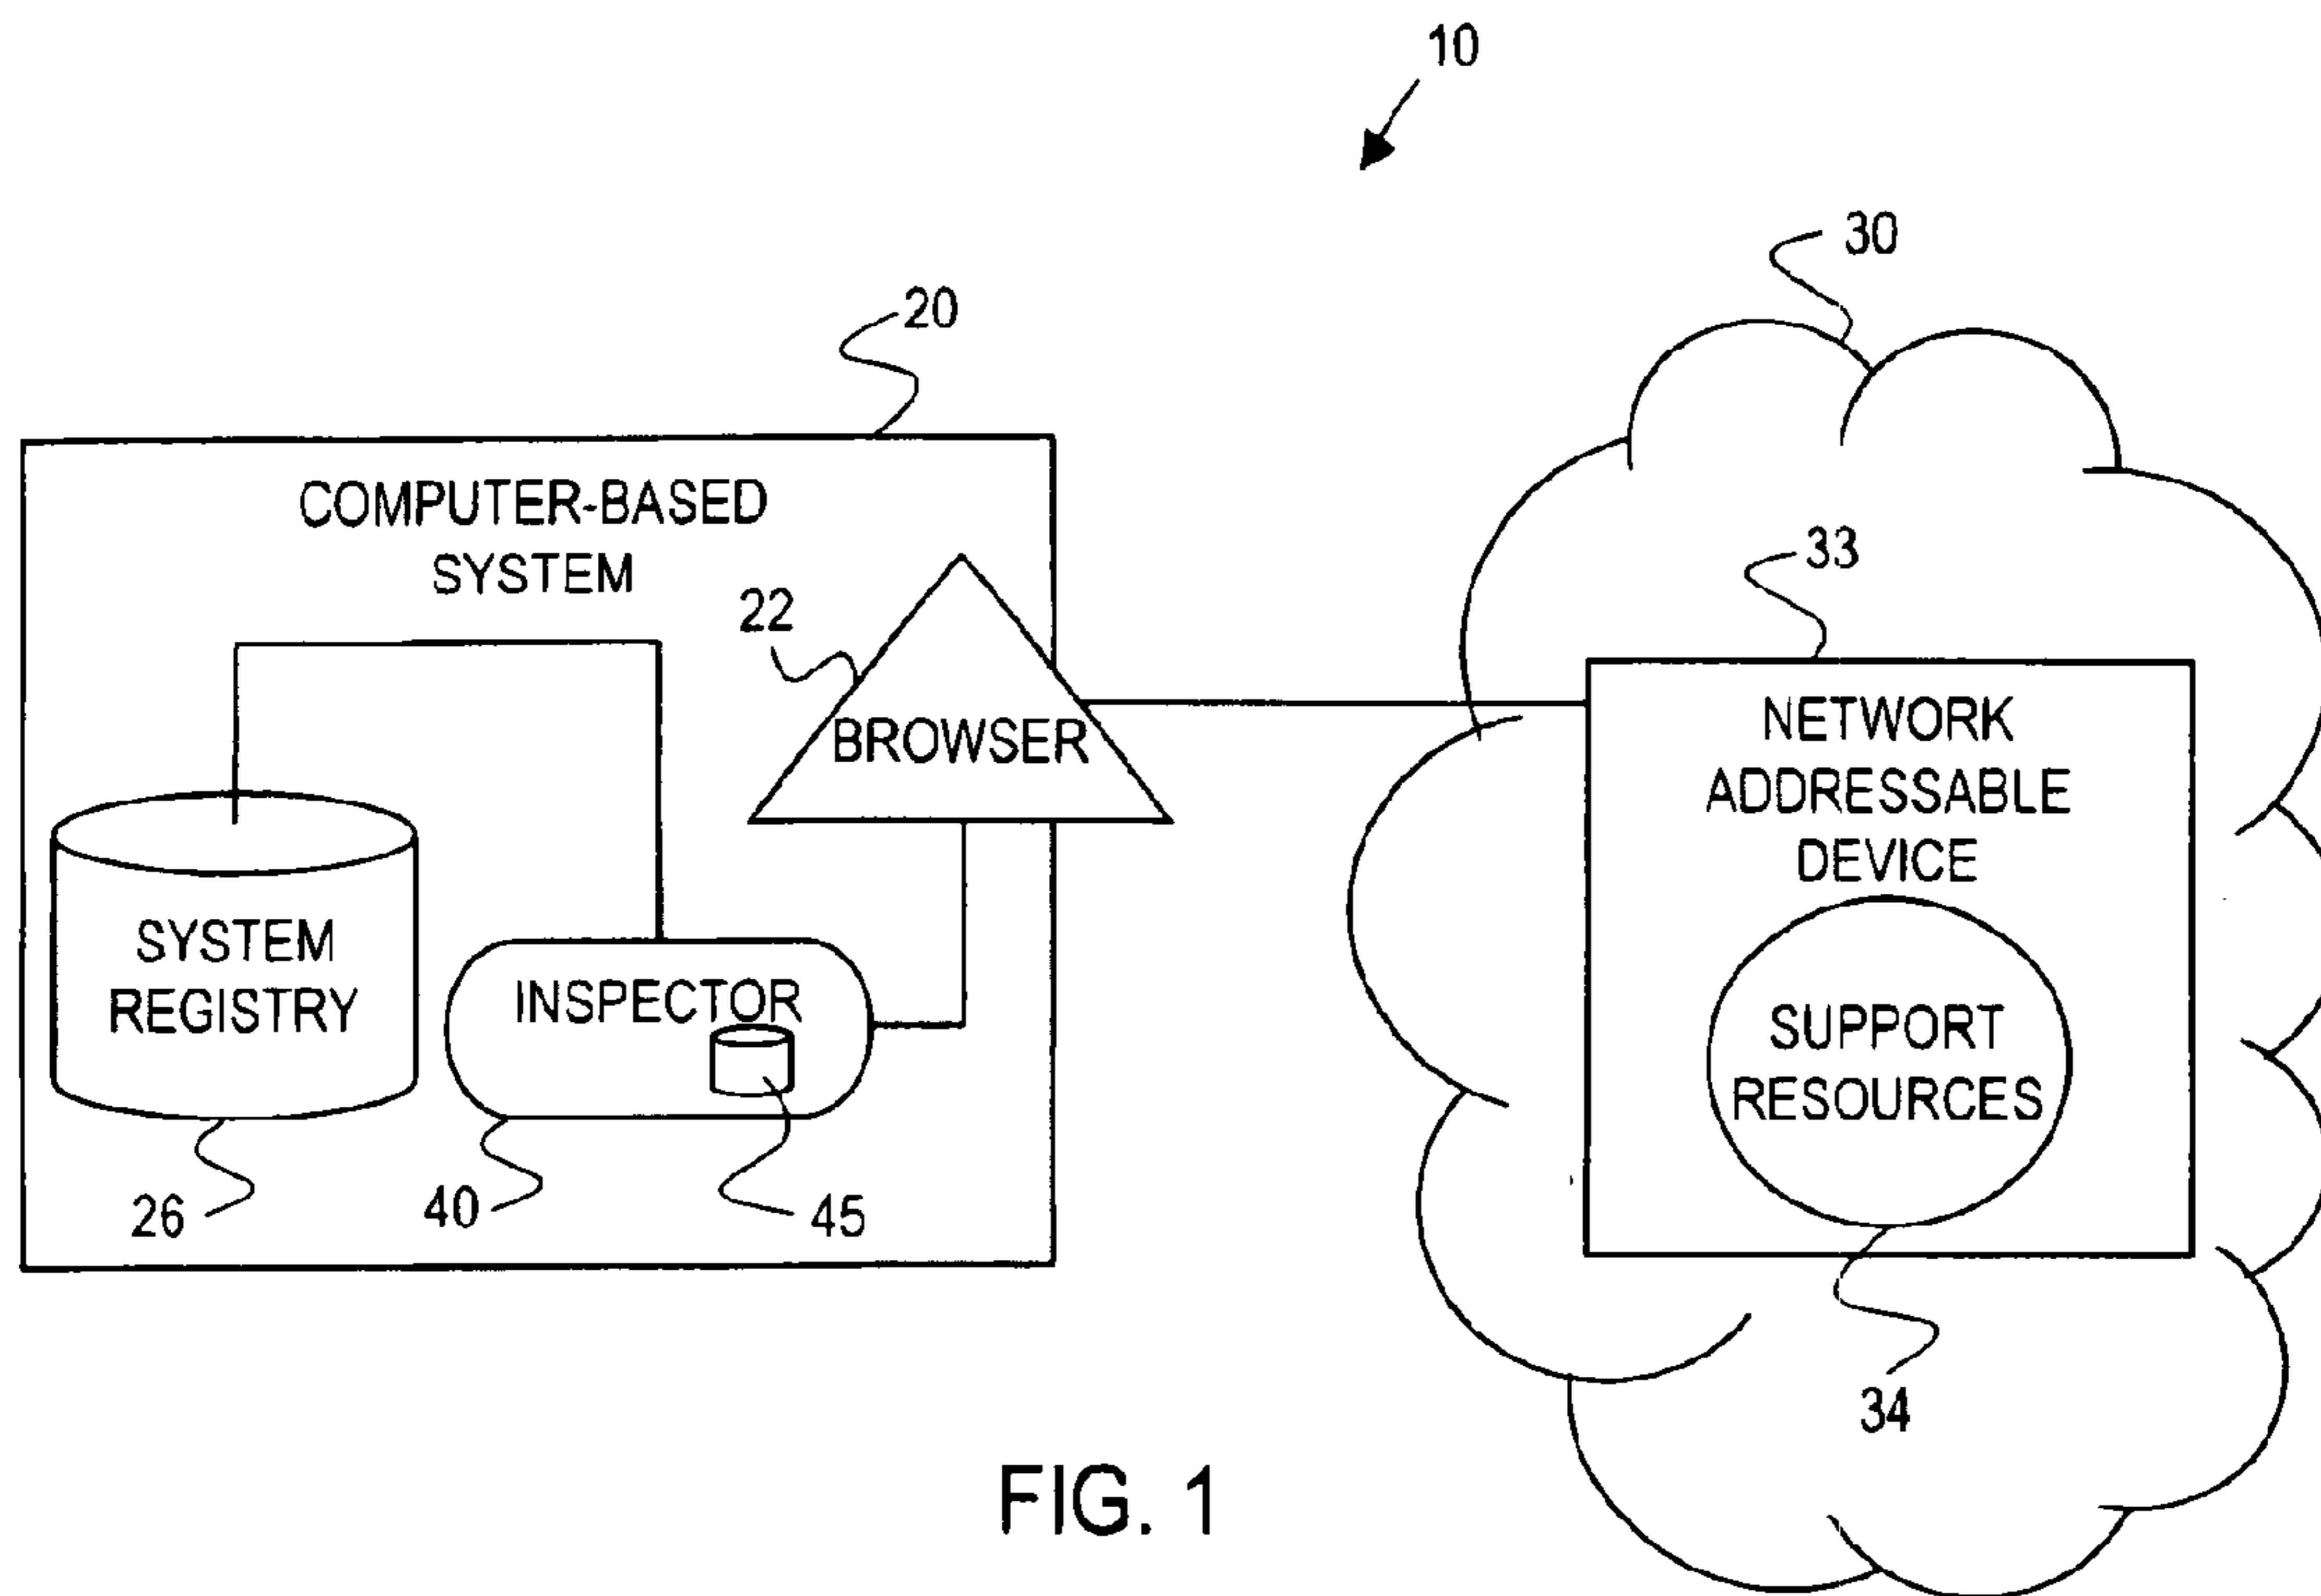 10
30
20
COMPUTER-BASED
SYSTEM
33
22
BROWSER
NETWORK
ADDRESSABLE
DEVICE
SYSTEM
REGISTRY
INSPECTOR
SUPPORT
RESOURCES
26
40
45
34
FIG. 1